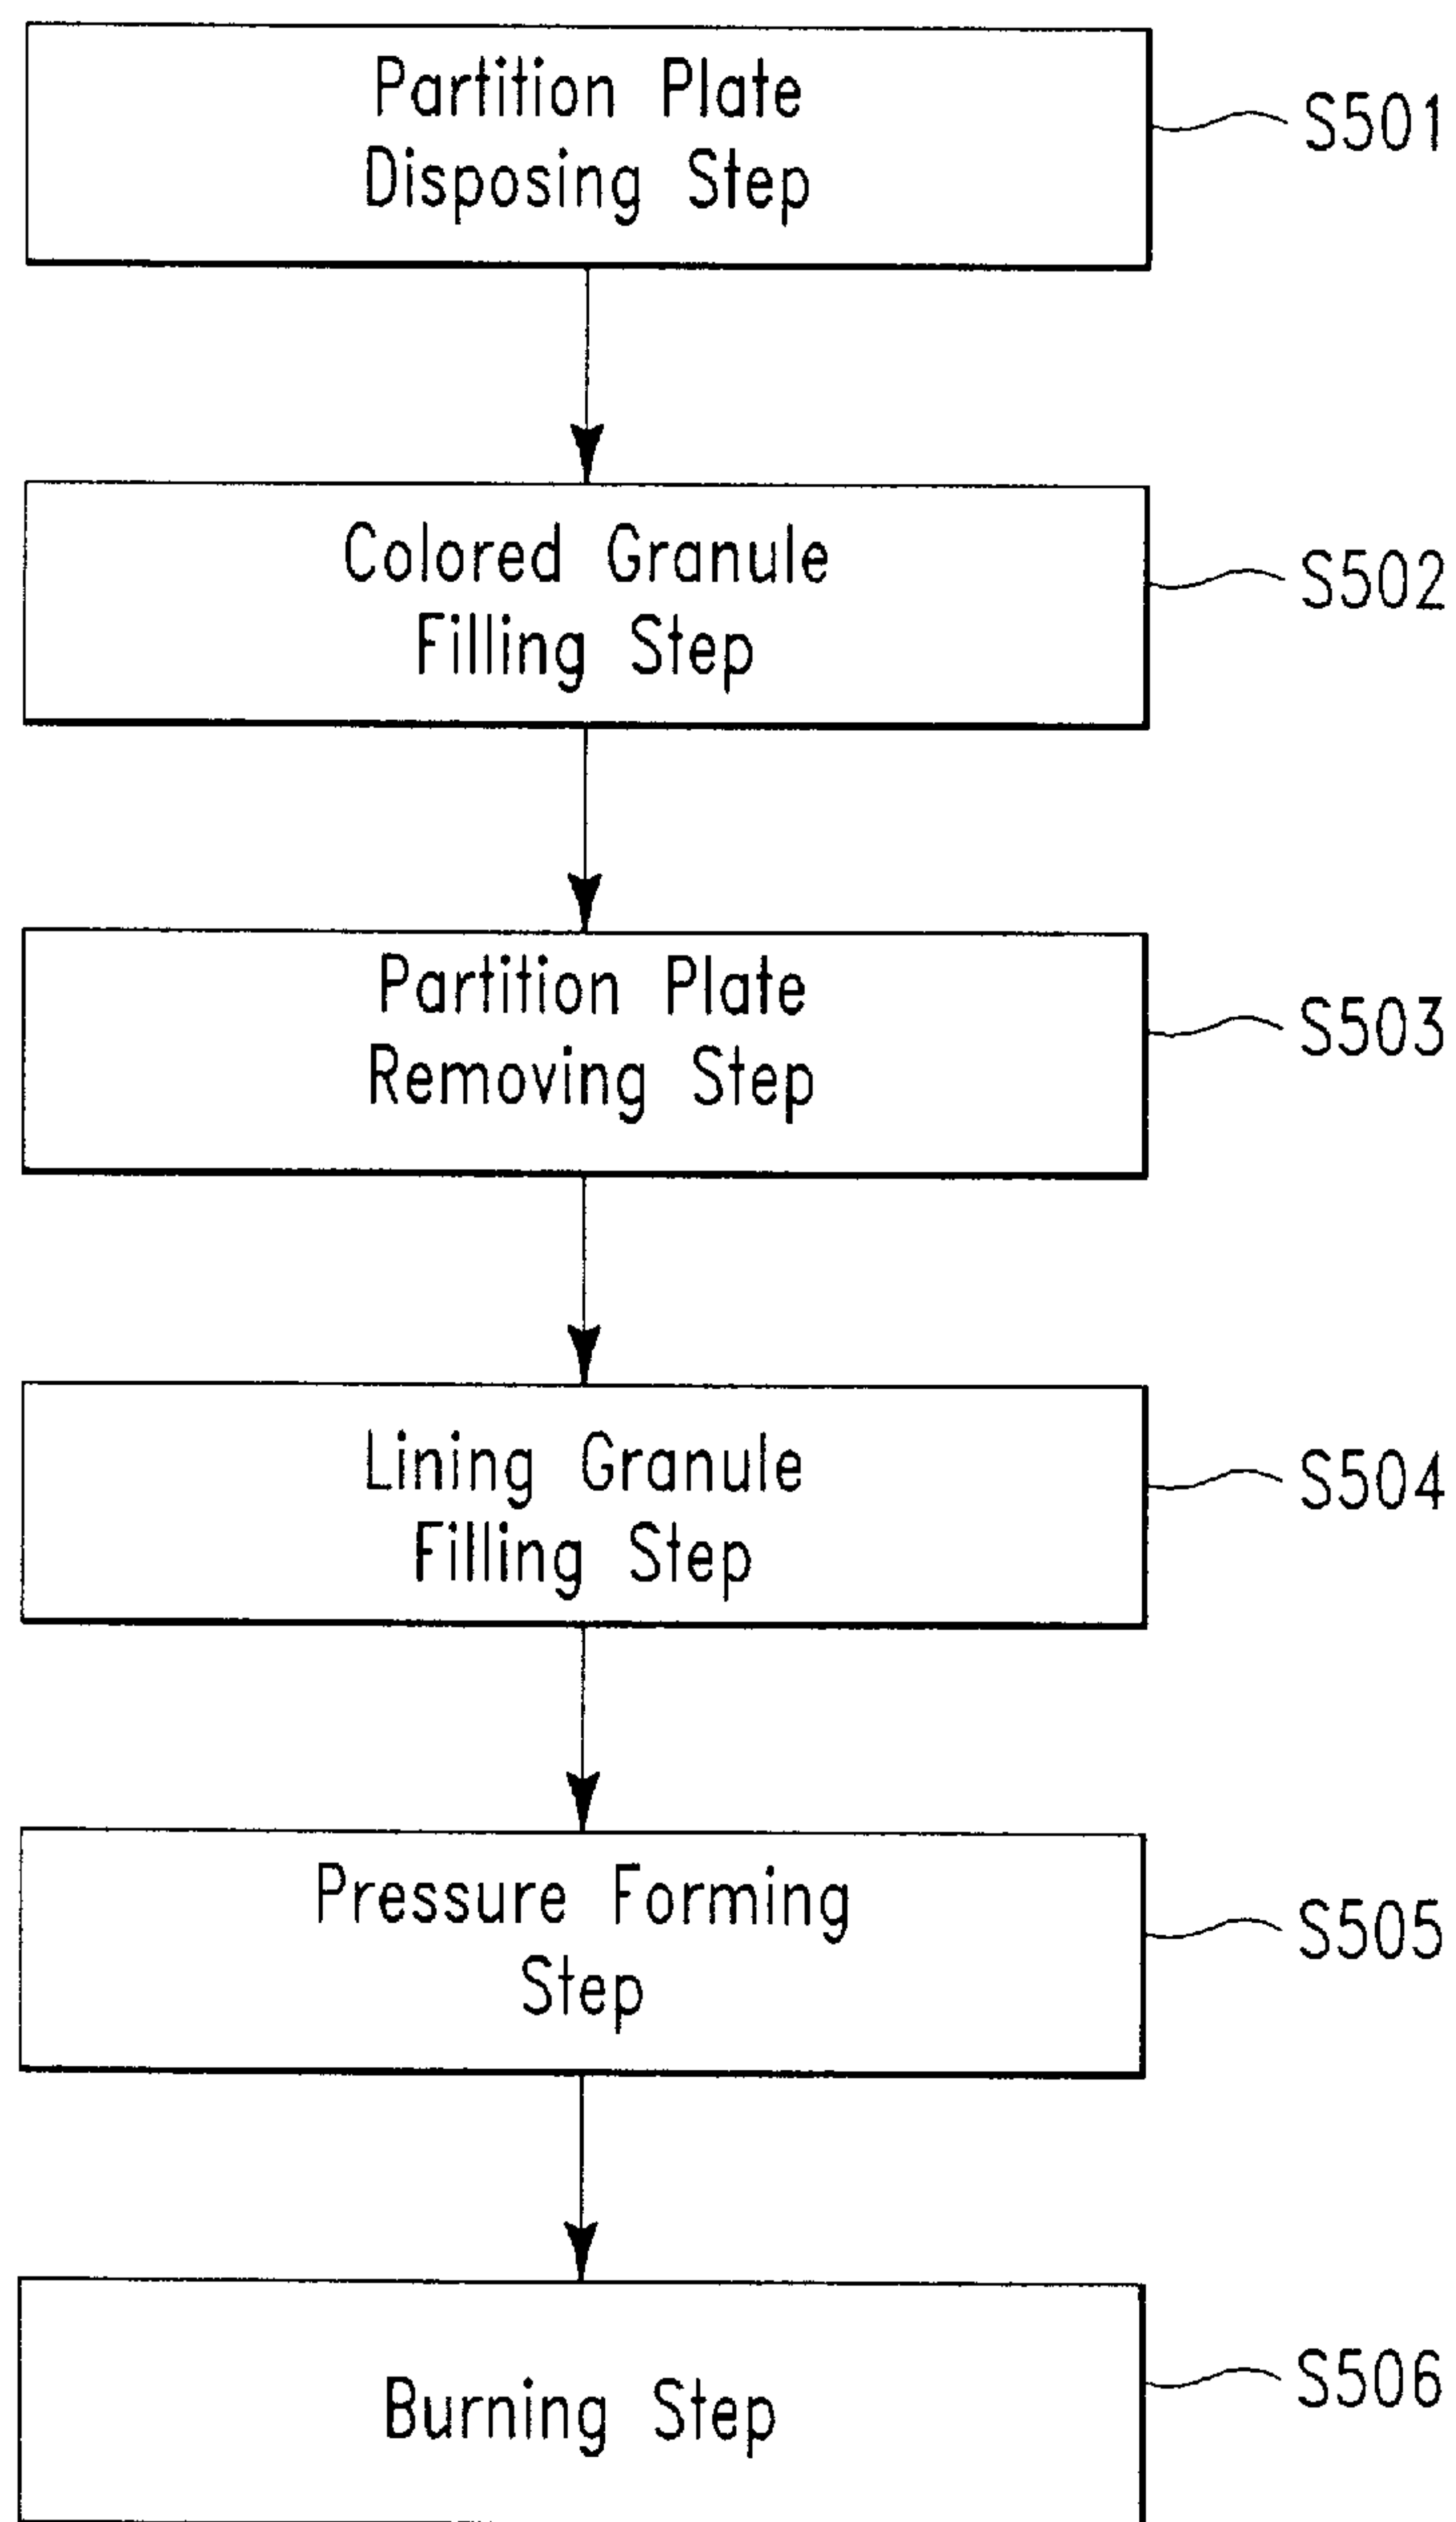 Partition Plate
Disposing Step
S501
Colored Granule
Filling Step
S502
Partition Plate
Removing Step
S503
Lining Granule
Filling Step
S504
Pressure Forming
Step
S505
Burning Step
S506